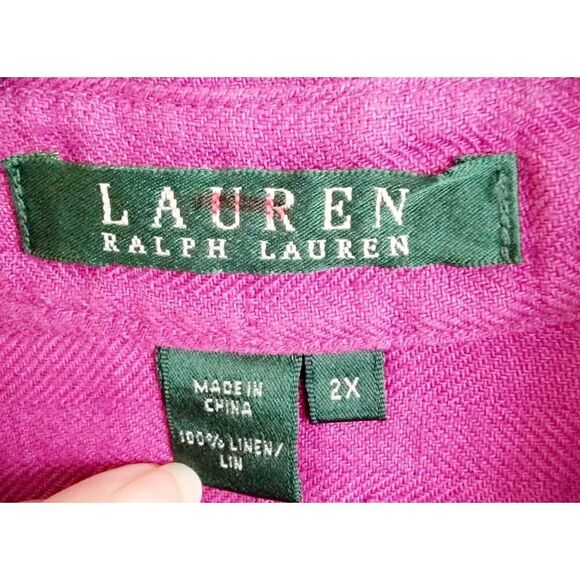 LAUREN
RALPH LAUREN
MADE IN
CHINA
100% LINEN/
LIN
2X